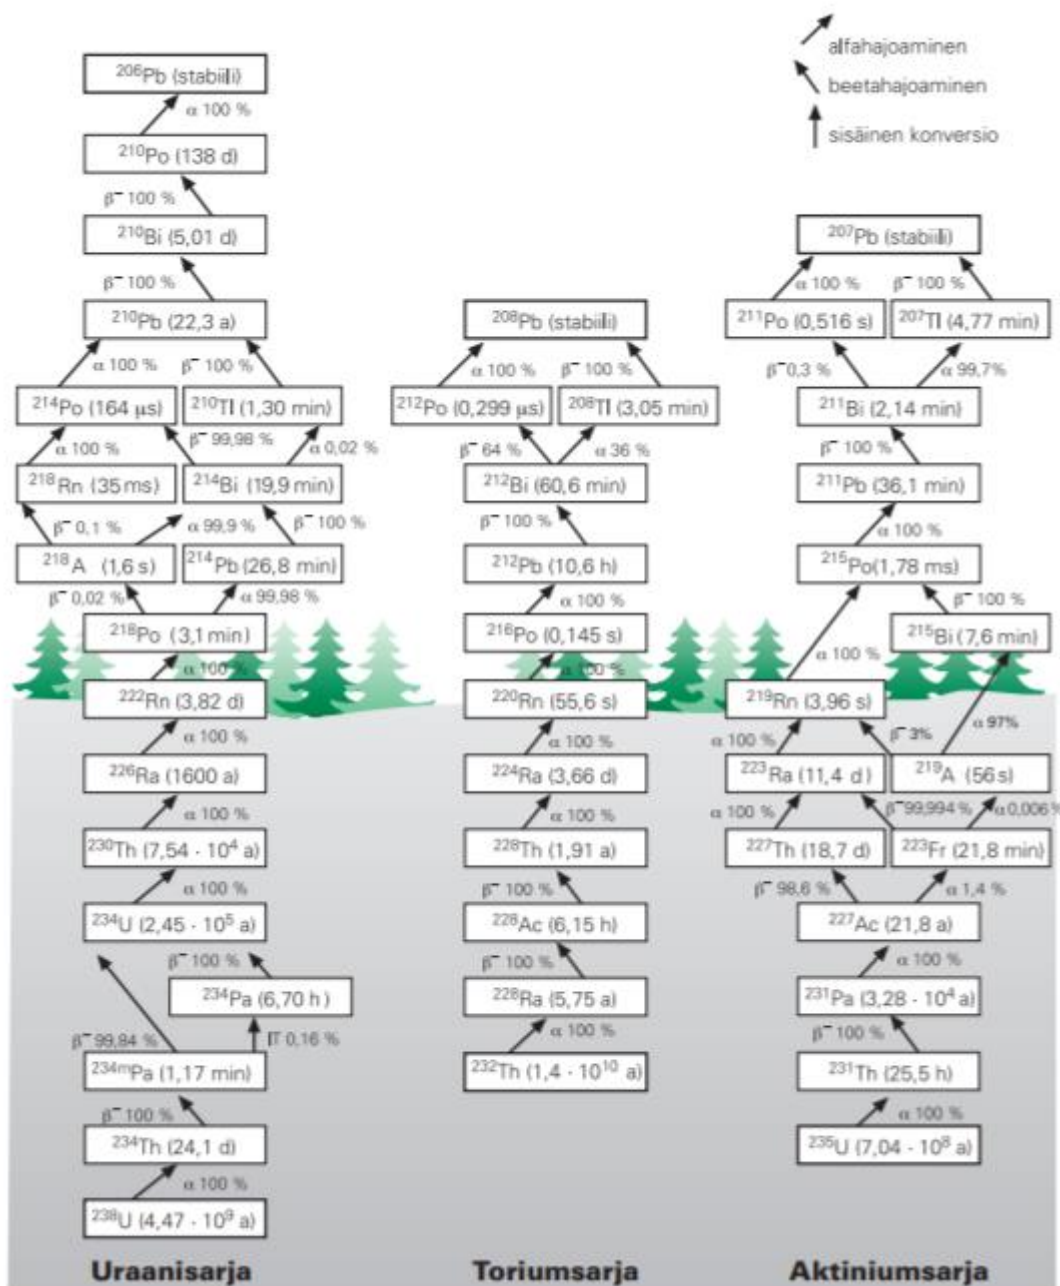 alfahajoaminen
beetahajoaminen
sisäinen konversio
²⁰⁶Pb (stabiili)
α 100 %
²¹⁰Po (138 d)
β⁻ 100 %
²¹⁰Bi (5,01 d)
β⁻ 100 %
²¹⁰Pb (22,3 a)
α 100 % β⁻ 100 %
²¹⁴Po (164 µs) ²¹⁰Tl (1,30 min)
α 100 % β⁻ 99,98 % α 0,02 %
²¹⁸Rn (35 ms) ²¹⁴Bi (19,9 min)
β⁻ 0,1 % α 99,9 % β⁻ 100 %
²¹⁸A (1,6 s) ²¹⁴Pb (26,8 min)
β⁻ 0,02 % α 99,98 %
²¹⁸Po (3,1 min)
α 100 %
²²²Rn (3,82 d)
α 100 %
²²⁶Ra (1600 a)
α 100 %
²³⁰Th (7,54 · 10⁴ a)
α 100 %
²³⁴U (2,45 · 10⁵ a)
β⁻ 100 %
²³⁴Pa (6,70 h )
β⁻ 99,84 % IT 0,16 %
²³⁴ᵐPa (1,17 min)
β⁻ 100 %
²³⁴Th (24,1 d)
α 100 %
²³⁸U (4,47 · 10⁹ a)
Uraanisarja
²⁰⁸Pb (stabiili)
α 100 % β⁻ 100 %
²¹²Po (0,299 µs) ²⁰⁸Tl (3,05 min)
β⁻ 64 % α 36 %
²¹²Bi (60,6 min)
β⁻ 100 %
²¹²Pb (10,6 h)
α 100 %
²¹⁶Po (0,145 s)
α 100 %
²²⁰Rn (55,6 s)
α 100 %
²²⁴Ra (3,66 d)
α 100 %
²²⁸Th (1,91 a)
β⁻ 100 %
²²⁸Ac (6,15 h)
β⁻ 100 %
²²⁸Ra (5,75 a)
α 100 %
²³²Th (1,4 · 10¹⁰ a)
Toriumsarja
²⁰⁷Pb (stabiili)
α 100 % β⁻ 100 %
²¹¹Po (0,516 s) ²⁰⁷Tl (4,77 min)
β⁻0,3 % α 99,7%
²¹¹Bi (2,14 min)
β⁻ 100 %
²¹¹Pb (36,1 min)
α 100 %
²¹⁵Po(1,78 ms)
β⁻ 100 %
²¹⁵Bi (7,6 min)
α 100 %
²¹⁹Rn (3,96 s)
α 100 % β⁻ 3% α 97%
²²³Ra (11,4 d) ²¹⁹A (56 s)
α 100 % β⁻99,994 % α 0,006%
²²⁷Th (18,7 d) ²²³Fr (21,8 min)
β⁻ 98,6 % α 1,4 %
²²⁷Ac (21,8 a)
α 100 %
²³¹Pa (3,28 · 10⁴ a)
β⁻ 100 %
²³¹Th (25,5 h)
α 100 %
²³⁵U (7,04 · 10⁸ a)
Aktiniumsarja